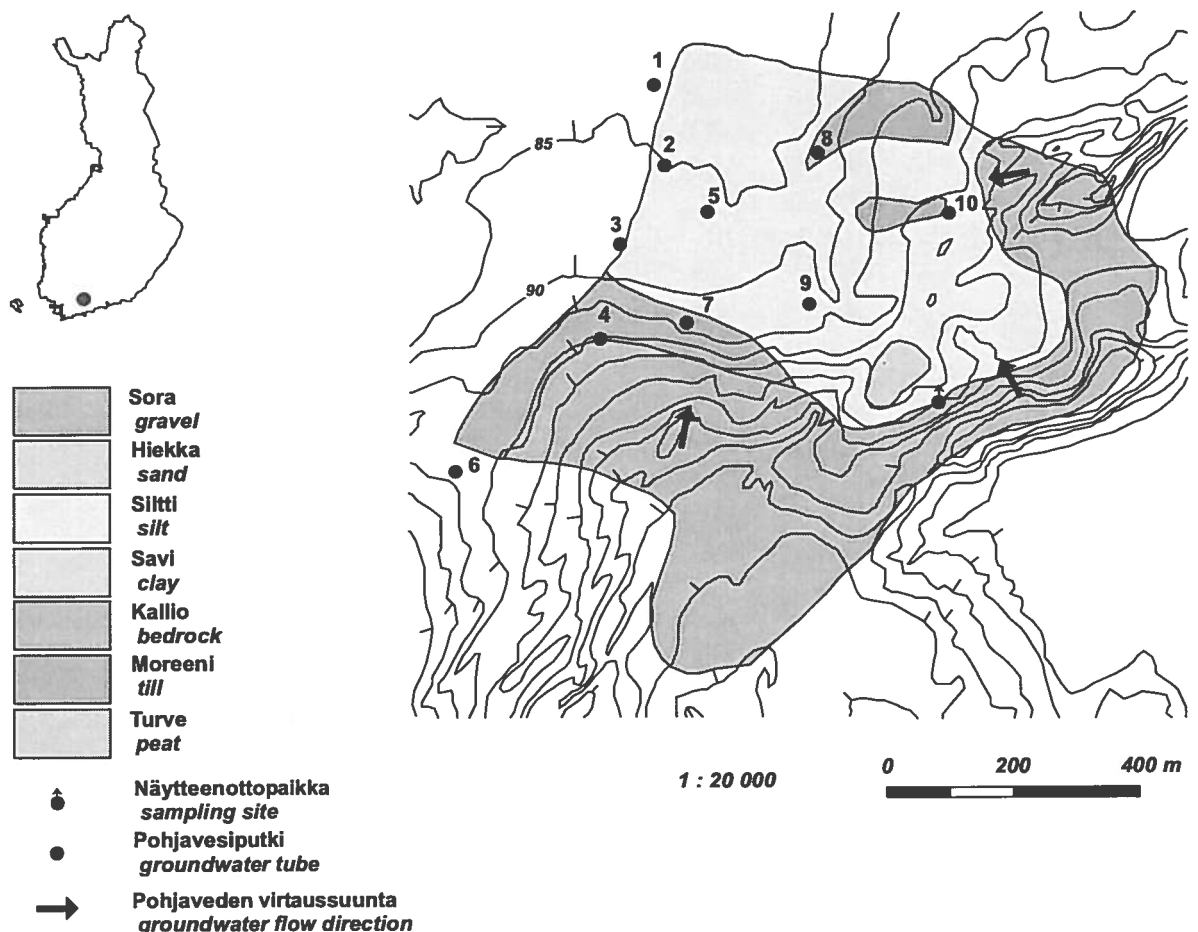 Sora
gravel
Hiekka
sand
Siltti
silt
Savi
clay
Kallio
bedrock
Moreeni
till
Turve
peat
Näytteenottopaikka
sampling site
Pohjavesiputki
groundwater tube
Pohjaveden virtaussuunta
groundwater flow direction
1
85
2
8
5
10
3
90
9
7
4
6
1 : 20 000
0 200 400 m